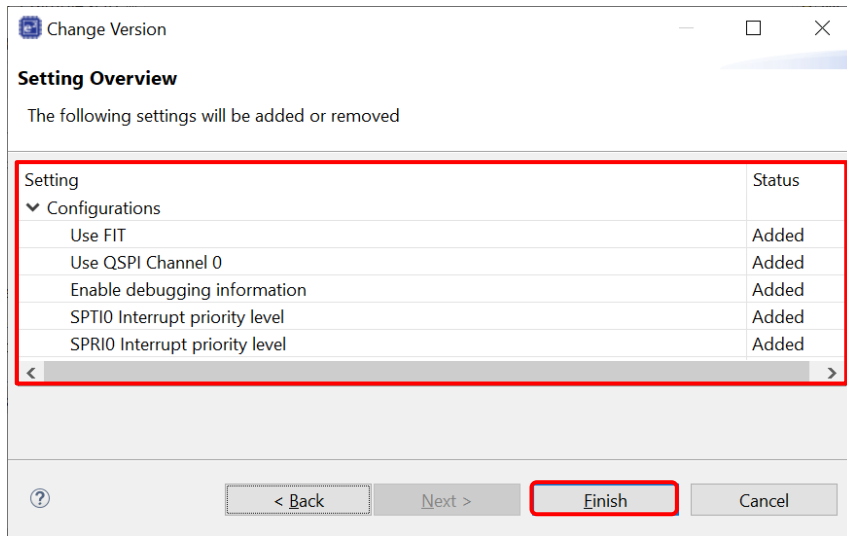 Change Version
Setting Overview
The following settings will be added or removed
Setting Status
Configurations
Use FIT Added
Use QSPI Channel 0 Added
Enable debugging information Added
SPTI0 Interrupt priority level Added
SPRI0 Interrupt priority level Added
< Back Next > Finish Cancel